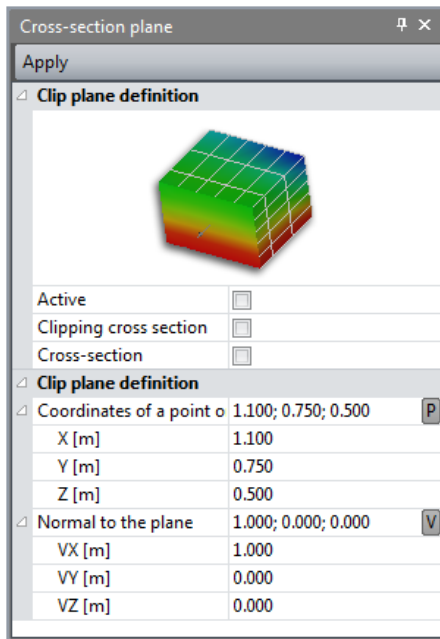 Cross-section plane
Apply
Clip plane definition
Active
Clipping cross section
Cross-section
Clip plane definition
Coordinates of a point o 1.100; 0.750; 0.500 P
X [m] 1.100
Y [m] 0.750
Z [m] 0.500
Normal to the plane 1.000; 0.000; 0.000 V
VX [m] 1.000
VY [m] 0.000
VZ [m] 0.000